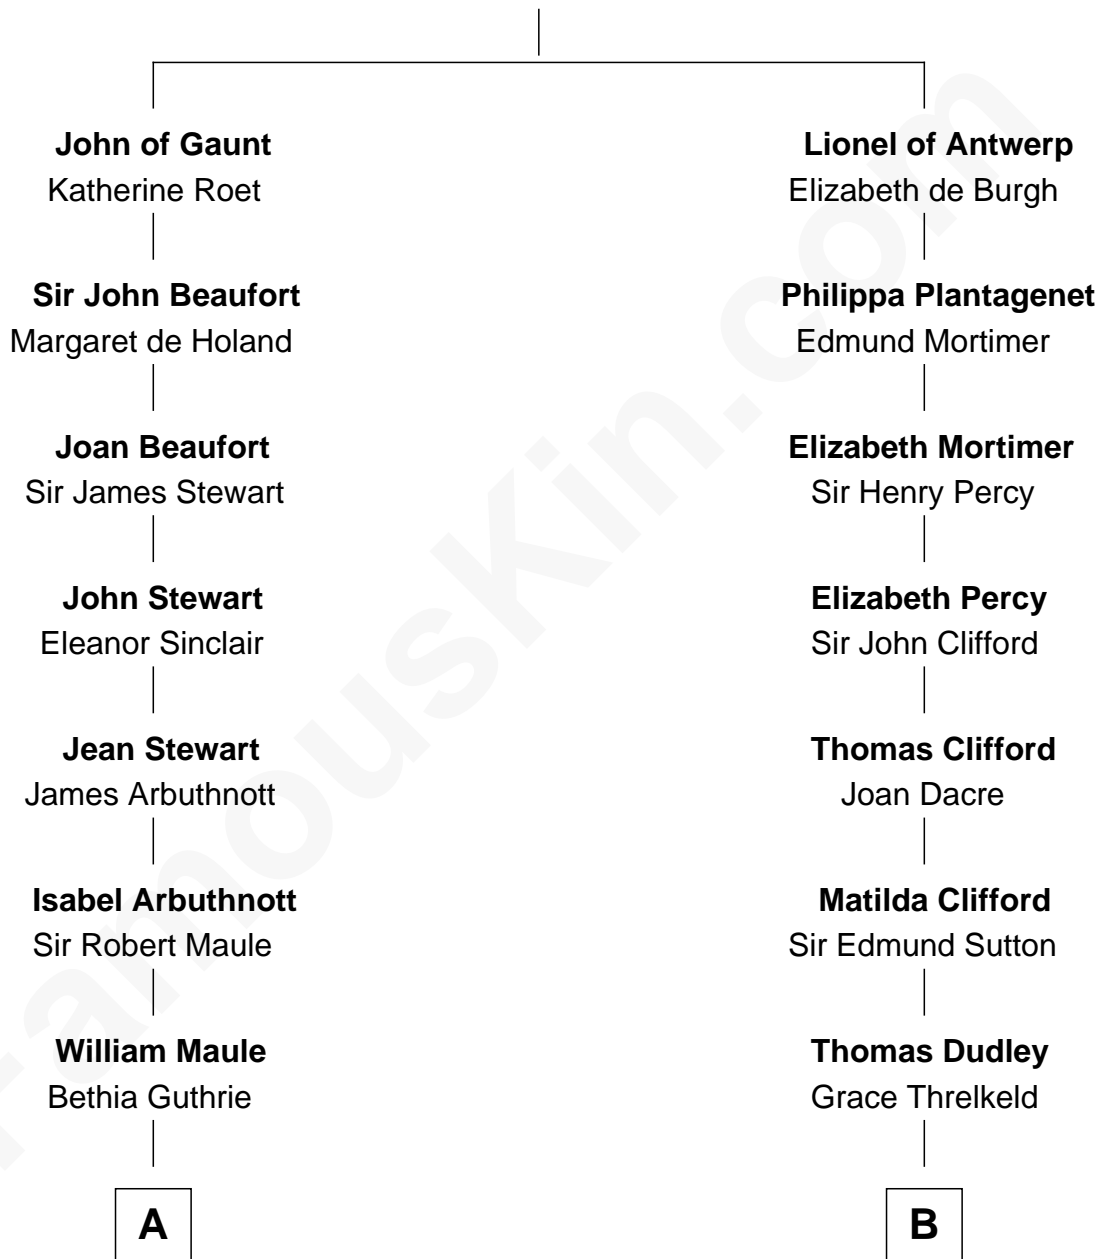 John of Gaunt
Katherine Roet
Sir John Beaufort
Margaret de Holand
Joan Beaufort
Sir James Stewart
John Stewart
Eleanor Sinclair
Jean Stewart
James Arbuthnott
Isabel Arbuthnott
Sir Robert Maule
William Maule
Bethia Guthrie
A
Lionel of Antwerp
Elizabeth de Burgh
Philippa Plantagenet
Edmund Mortimer
Elizabeth Mortimer
Sir Henry Percy
Elizabeth Percy
Sir John Clifford
Thomas Clifford
Joan Dacre
Matilda Clifford
Sir Edmund Sutton
Thomas Dudley
Grace Threlkeld
B
FamousKin.com